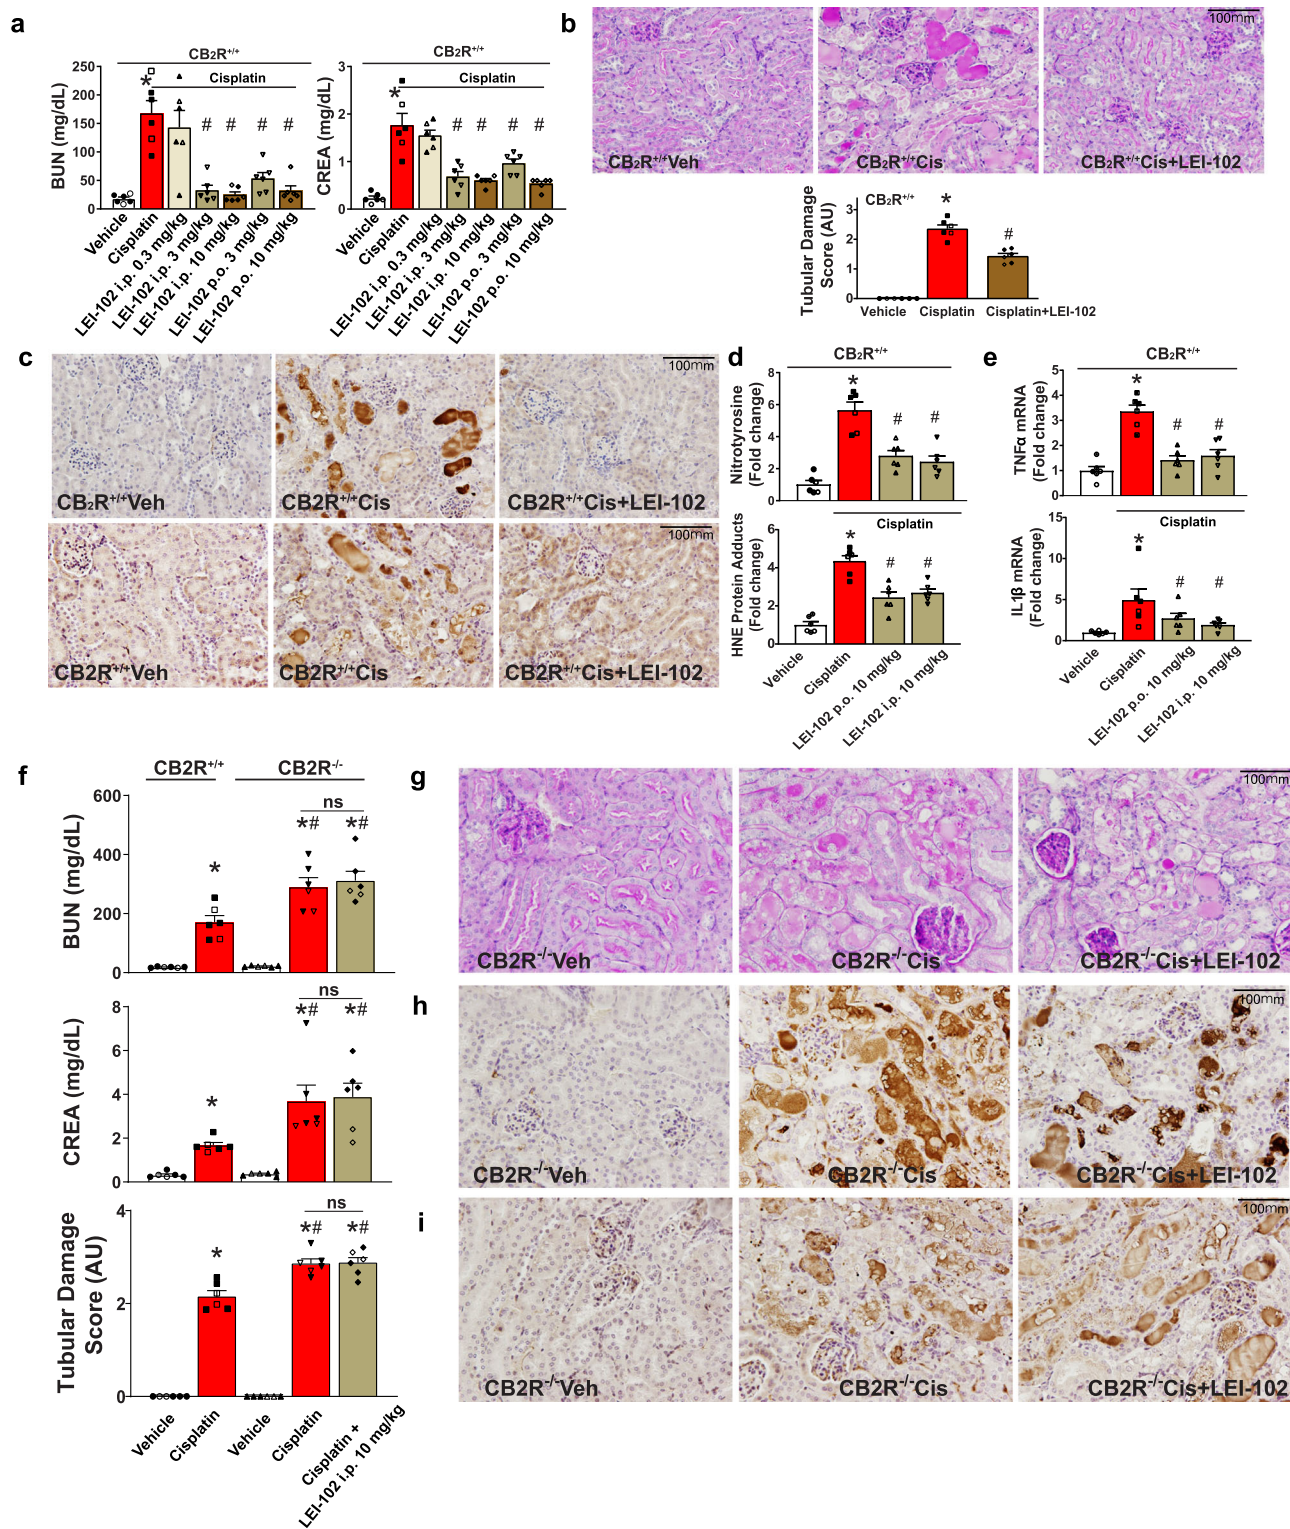 a
CB2R+/+
Cisplatin
BUN (mg/dL)
250
200
150
100
50
0
*
# # # #
Vehicle
Cisplatin
LEI-102 i.p. 0.3 mg/kg
LEI-102 i.p. 3 mg/kg
LEI-102 i.p. 10 mg/kg
LEI-102 p.o. 3 mg/kg
LEI-102 p.o. 10 mg/kg
CB2R+/+
Cisplatin
CREA (mg/dL)
3
2
1
0
*
# # # #
Vehicle
Cisplatin
LEI-102 i.p. 0.3 mg/kg
LEI-102 i.p. 3 mg/kg
LEI-102 i.p. 10 mg/kg
LEI-102 p.o. 3 mg/kg
LEI-102 p.o. 10 mg/kg
b
100mm
CB2R+/+Veh
CB2R+/+Cis
CB2R+/+Cis+LEI-102
CB2R+/+
Tubular Damage
Score (AU)
3
2
1
0
*
#
Vehicle Cisplatin Cisplatin+LEI-102
c
100mm
CB2R+/+Veh
CB2R+/+Cis
CB2R+/+Cis+LEI-102
100mm
CB2R+/+Veh
CB2R+/+Cis
CB2R+/+Cis+LEI-102
d
CB2R+/+
Nitrotyrosine
(Fold change)
8
6
4
2
0
*
# #
Cisplatin
HNE Protein Adducts
(Fold change)
6
4
2
0
*
# #
Vehicle
Cisplatin
LEI-102 p.o. 10 mg/kg
LEI-102 i.p. 10 mg/kg
e
CB2R+/+
TNFα mRNA
(Fold change)
5
4
3
2
1
0
*
# #
Cisplatin
IL1β mRNA
(Fold change)
15
10
5
0
*
# #
Vehicle
Cisplatin
LEI-102 p.o. 10 mg/kg
LEI-102 i.p. 10 mg/kg
f
CB2R+/+ CB2R-/-
BUN (mg/dL)
600
400
200
0
*
ns
*# *#
CREA (mg/dL)
8
6
4
2
0
*
ns
*# *#
Tubular Damage
Score (AU)
4
2
0
*
ns
*# *#
Vehicle
Cisplatin
Vehicle
Cisplatin
Cisplatin +
LEI-102 i.p. 10 mg/kg
g
100mm
CB2R-/-Veh
CB2R-/-Cis
CB2R-/-Cis+LEI-102
h
100mm
CB2R-/-Veh
CB2R-/-Cis
CB2R-/-Cis+LEI-102
i
100mm
CB2R-/-Veh
CB2R-/-Cis
CB2R-/-Cis+LEI-102